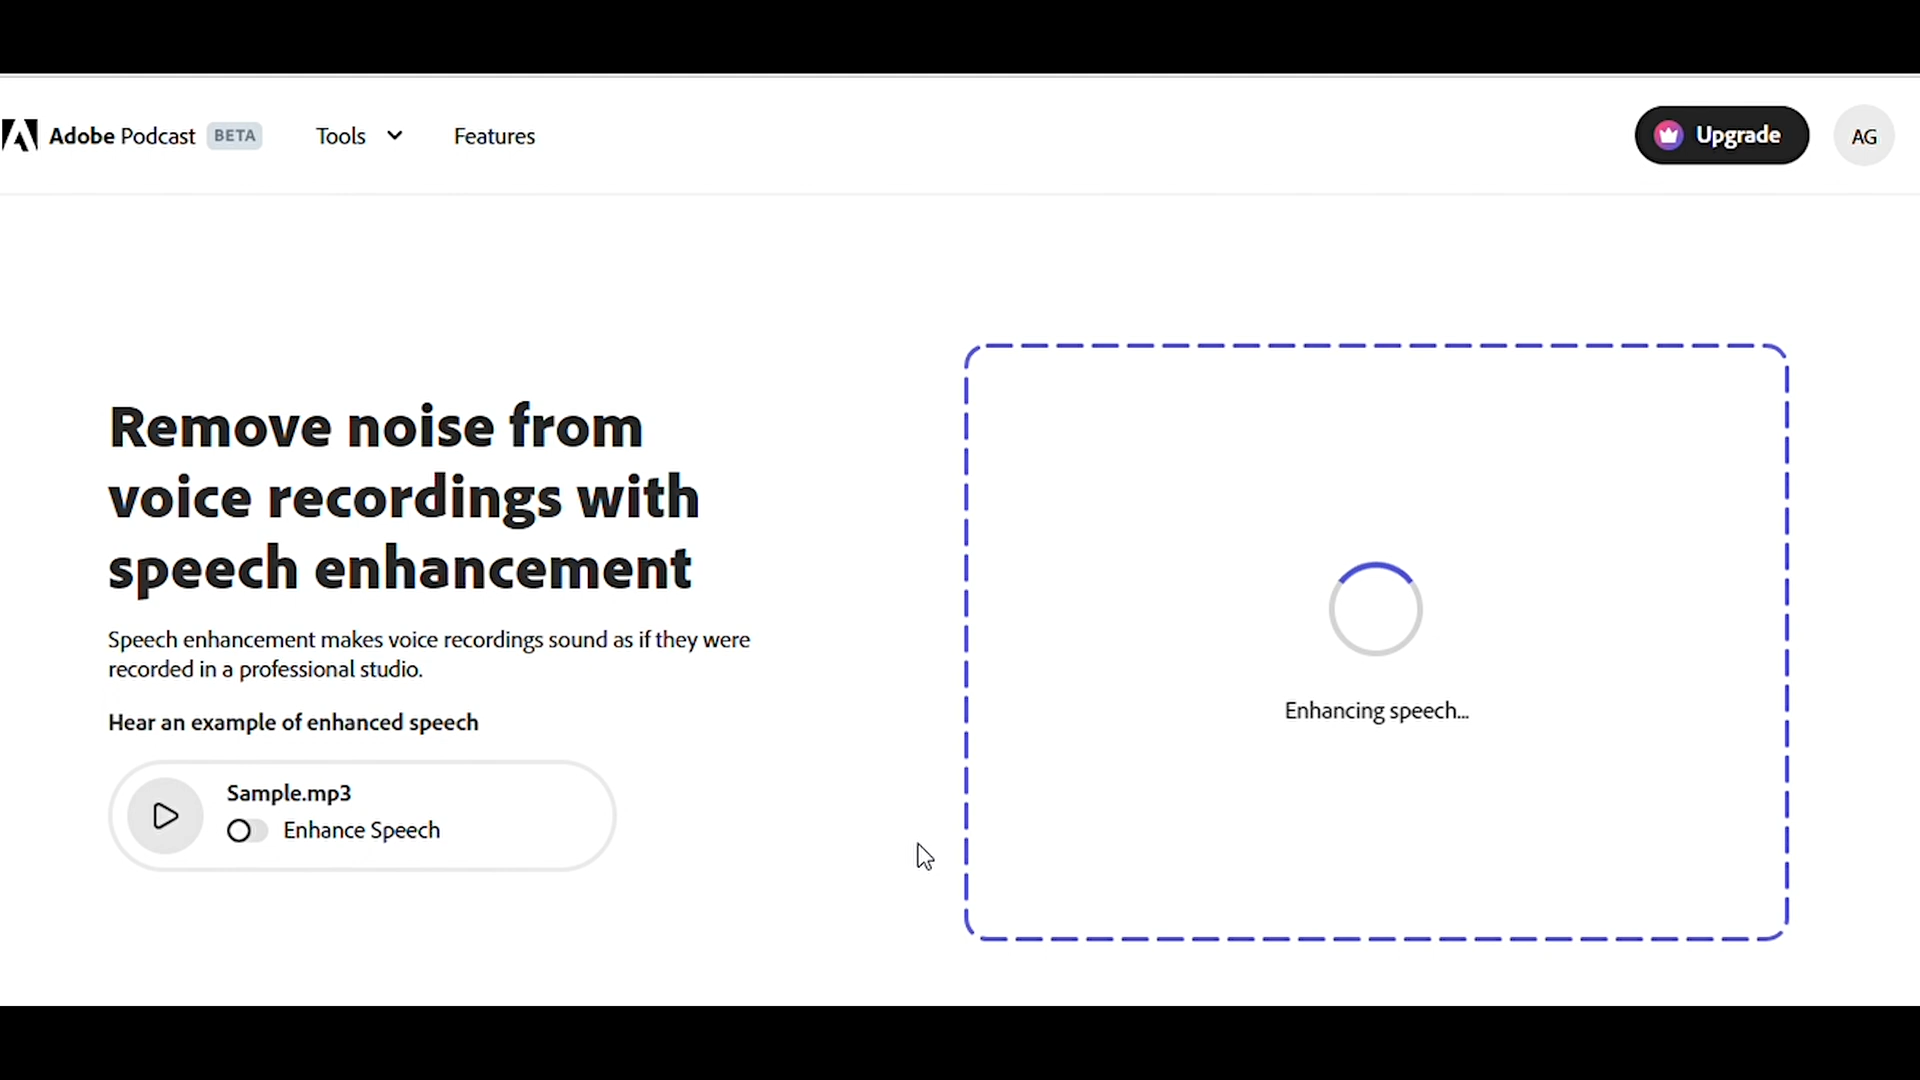 Adobe Podcast BETA Tools Features Upgrade AG
Remove noise from
voice recordings with
speech enhancement
Speech enhancement makes voice recordings sound as if they were
recorded in a professional studio.
Hear an example of enhanced speech
Sample.mp3
Enhance Speech
Enhancing speech...